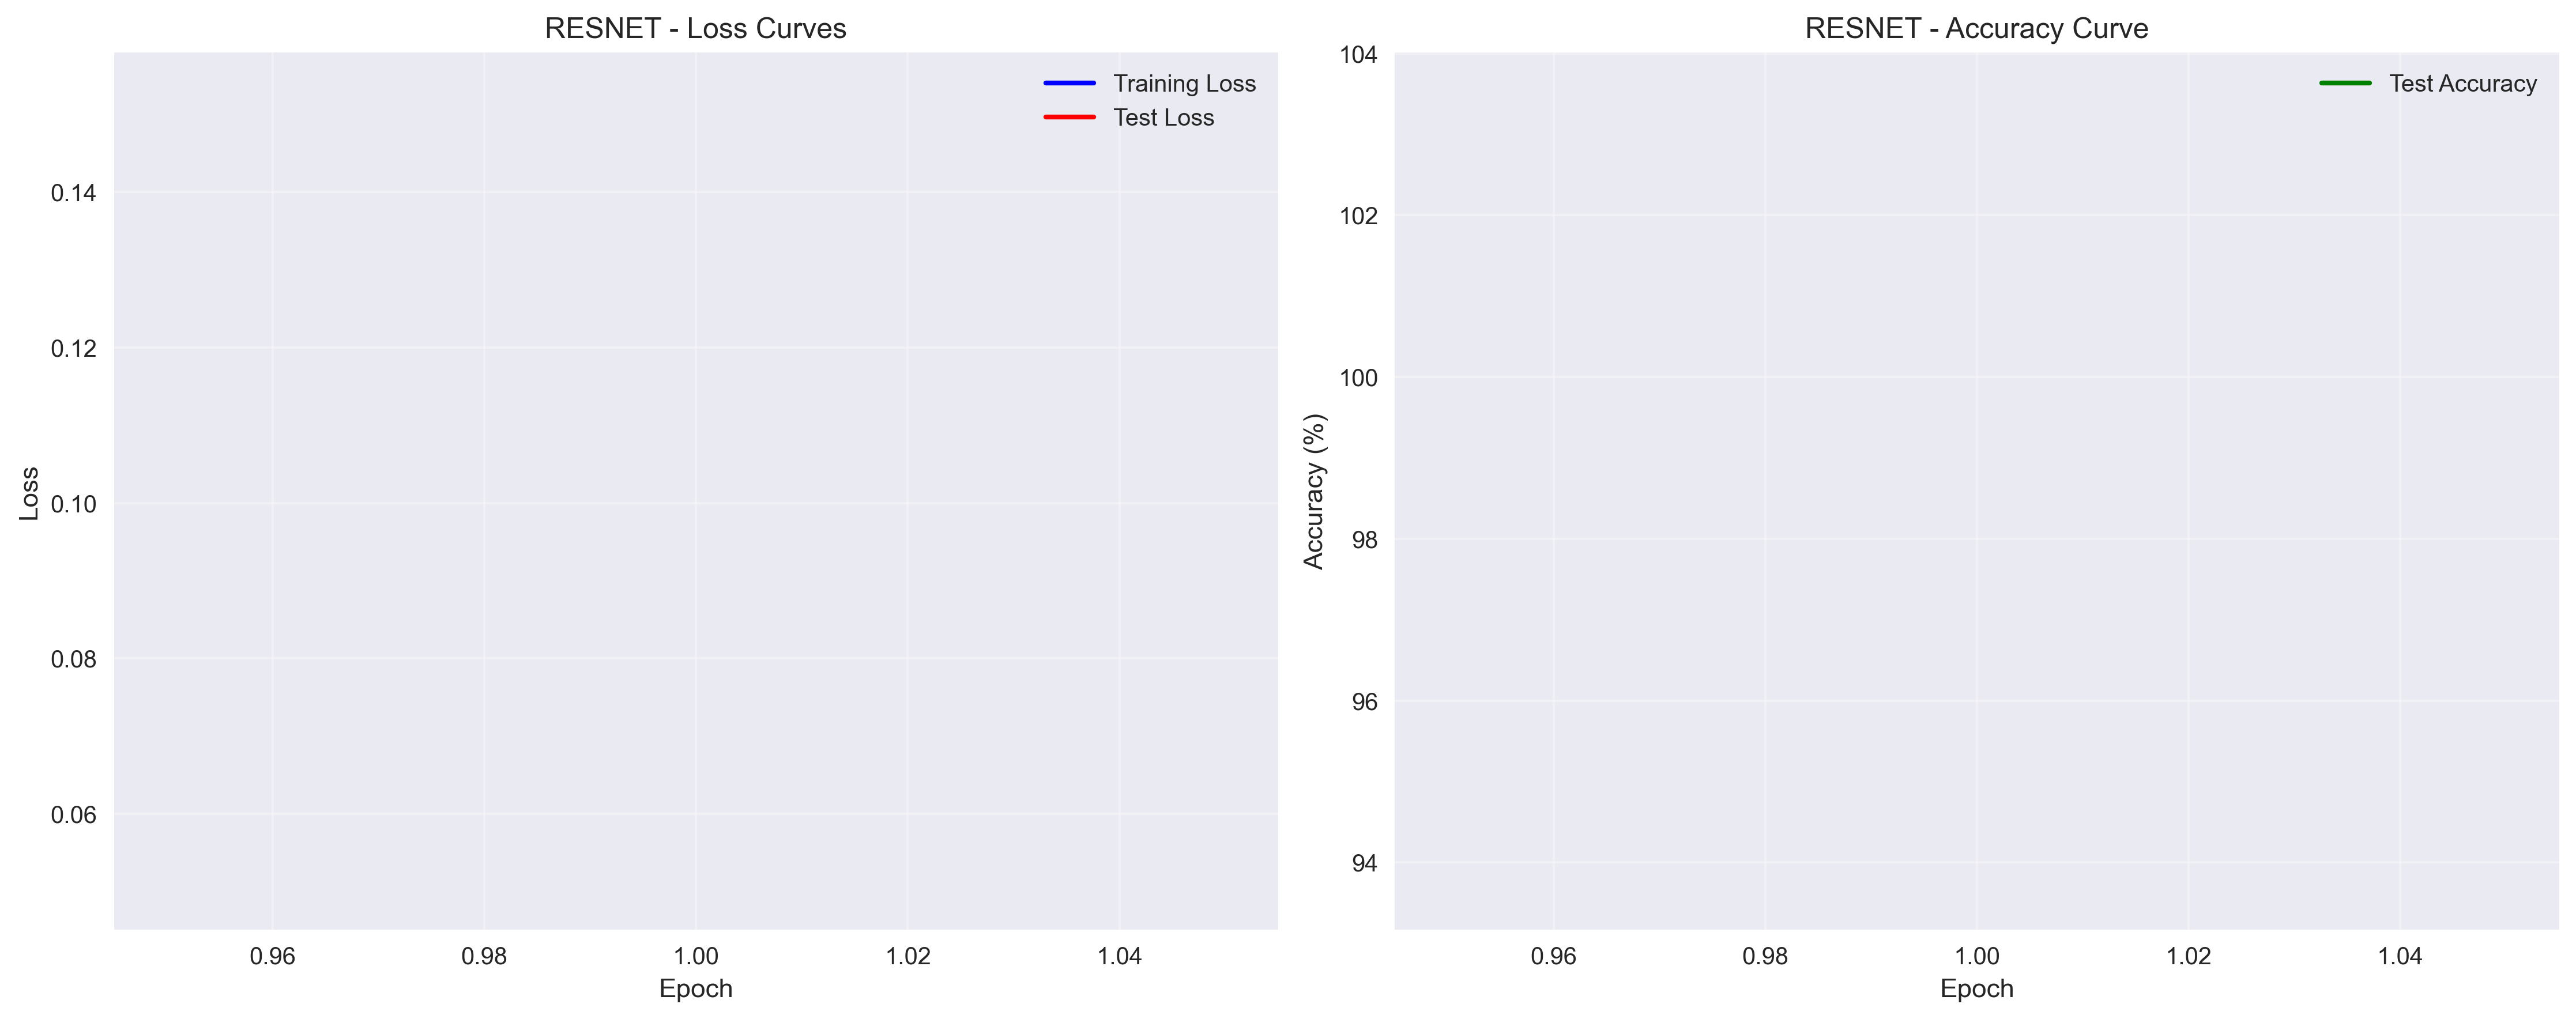 RESNET - Loss Curves
Training Loss
Test Loss
0.14
0.12
0.10
0.08
0.06
Loss
0.96 0.98 1.00 1.02 1.04
Epoch
RESNET - Accuracy Curve
Test Accuracy
104
102
100
98
96
94
Accuracy (%)
0.96 0.98 1.00 1.02 1.04
Epoch